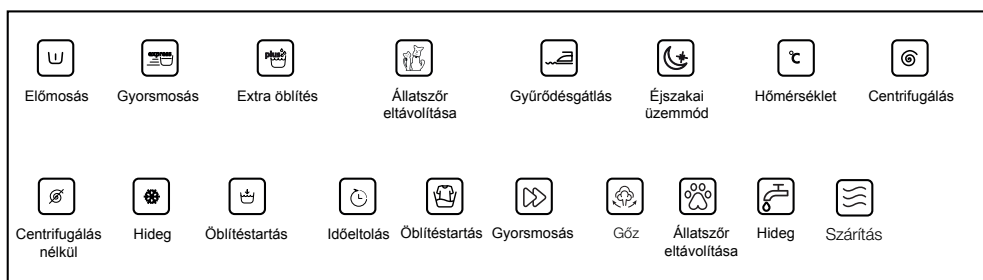 express
plus
°C
Előmosás Gyorsmosás Extra öblítés Állatszőr Gyűrődésgátlás Éjszakai Hőmérséklet Centrifugálás
eltávolítása üzemmód
Centrifugálás Hideg Öblítéstartás Időeltolás Öblítéstartás Gyorsmosás Gőz Állatszőr Hideg Szárítás
nélkül eltávolítása